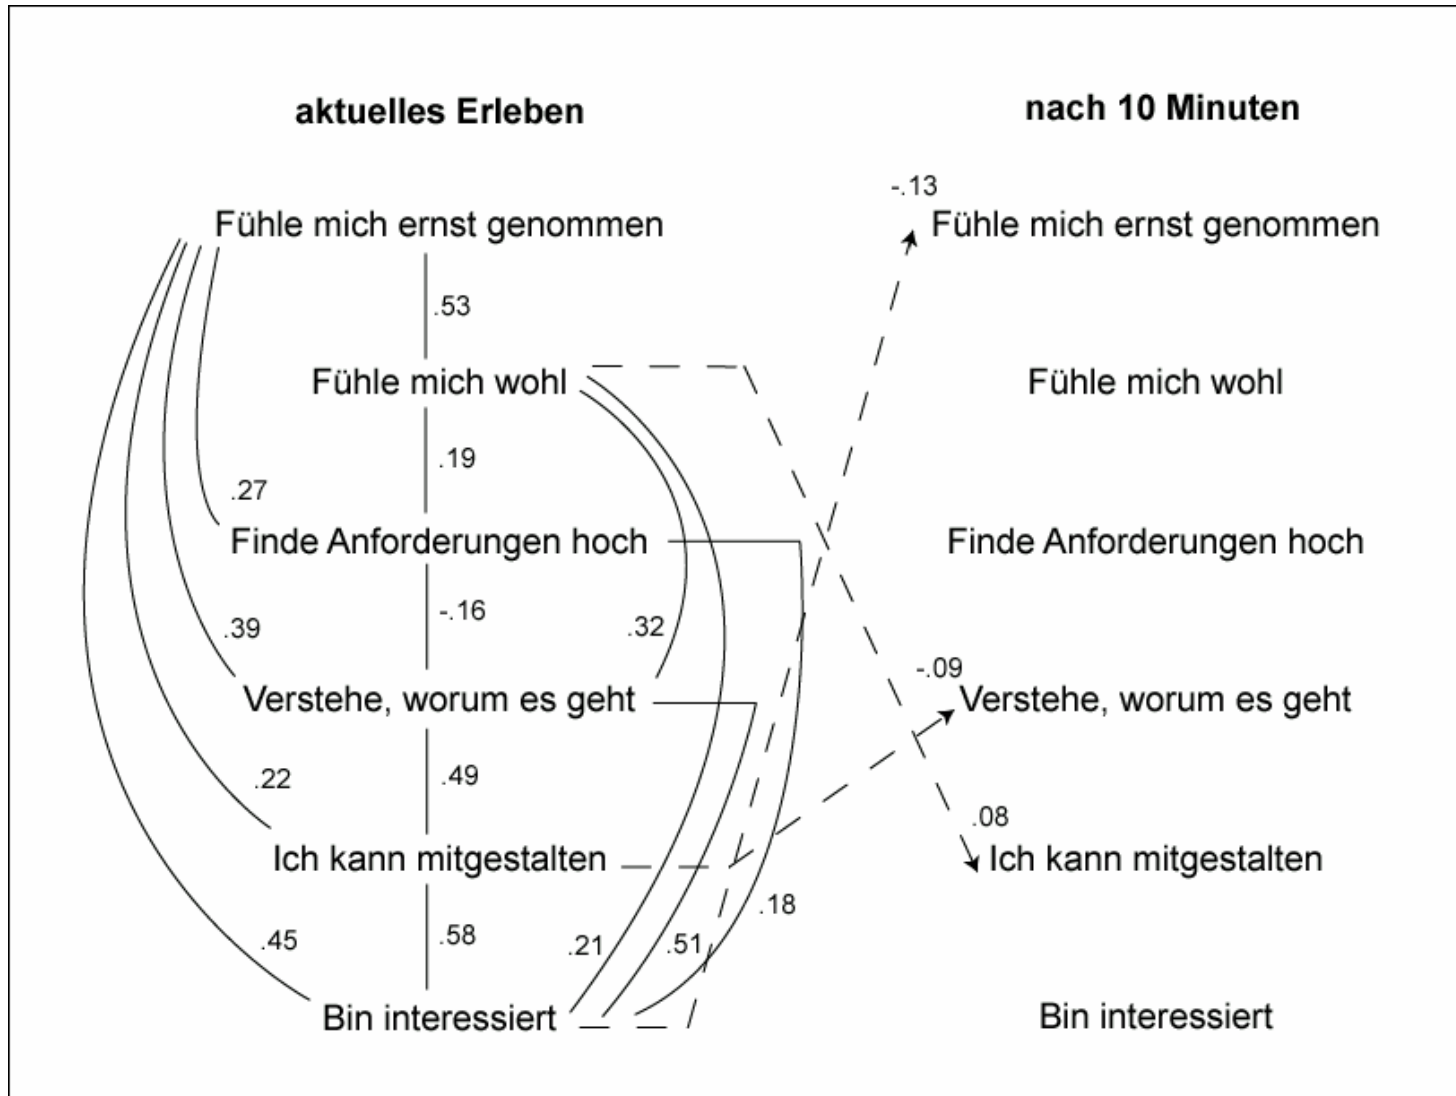 aktuelles Erleben
nach 10 Minuten
-.13
Fühle mich ernst genommen
Fühle mich ernst genommen
.53
Fühle mich wohl
Fühle mich wohl
.19
.27
Finde Anforderungen hoch
Finde Anforderungen hoch
-.16
.39
.32
-.09
Verstehe, worum es geht
Verstehe, worum es geht
.49
.22
.08
Ich kann mitgestalten
Ich kann mitgestalten
.18
.58
.45
.21
.51
Bin interessiert
Bin interessiert